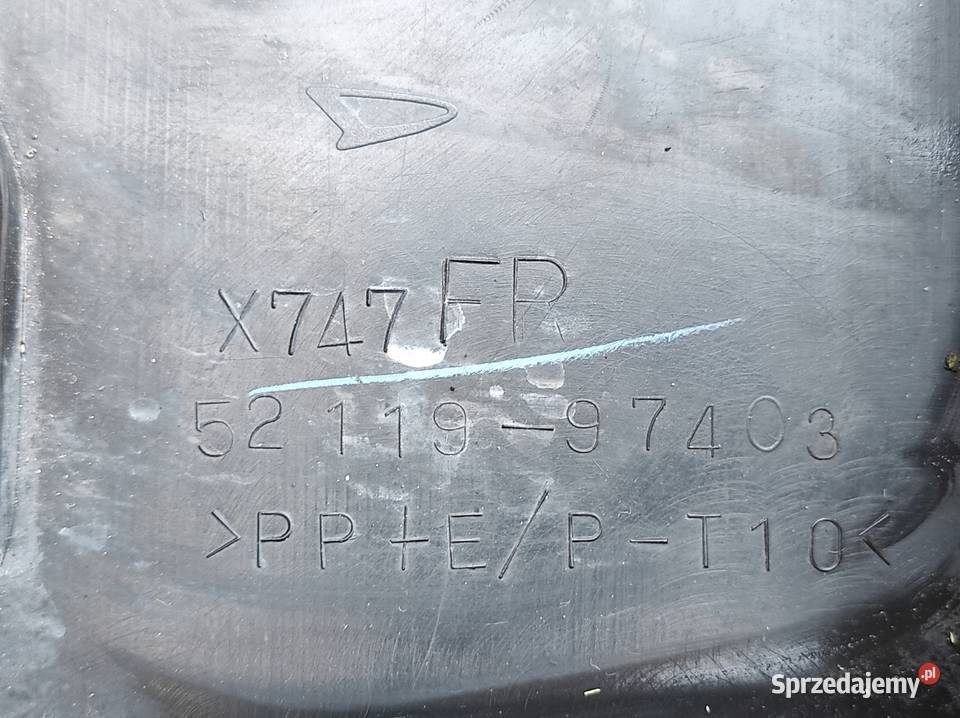 X747 FR
52119-97403
>PP+E/P-T10<
Sprzedajemy.pl